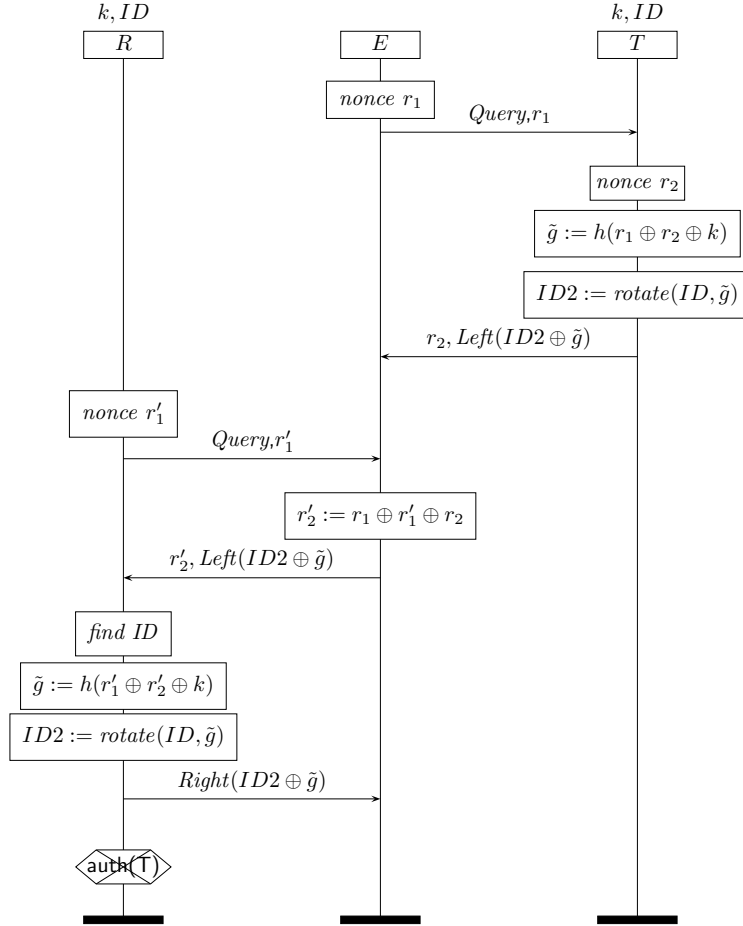 k, ID
k, ID
R
E
T
nonce r₁
Query,r₁
nonce r₂
g̃ := h(r₁ ⊕ r₂ ⊕ k)
ID2 := rotate(ID, g̃)
r₂, Left(ID2 ⊕ g̃)
nonce r′₁
Query,r′₁
r′₂ := r₁ ⊕ r′₁ ⊕ r₂
r′₂, Left(ID2 ⊕ g̃)
find ID
g̃ := h(r′₁ ⊕ r′₂ ⊕ k)
ID2 := rotate(ID, g̃)
Right(ID2 ⊕ g̃)
auth(T)